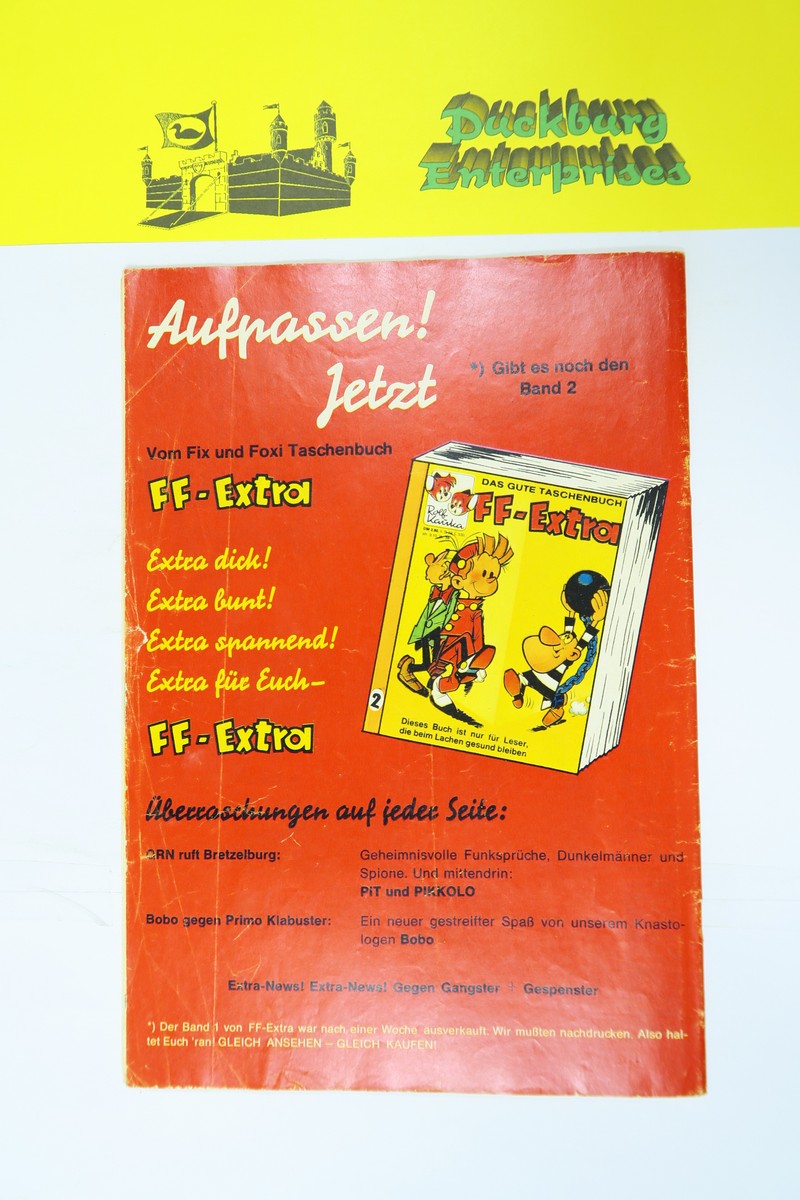 Duckburg
Enterprises
Aufpassen!
Jetzt
*) Gibt es noch den
Band 2
Vom Fix und Foxi Taschenbuch
FF-Extra
Extra dick!
Extra bunt!
Extra spannend!
Extra für Euch–
FF-Extra
DAS GUTE TASCHENBUCH
FF-Extra
Rolf
Kauka
2
Dieses Buch ist nur für Leser,
die beim Lachen gesund bleiben
Überraschungen auf jeder Seite:
QRN ruft Bretzelburg:
Geheimnisvolle Funksprüche, Dunkelmänner und
Spione. Und mittendrin:
PIT und PIKKOLO
Bobo gegen Primo Klabuster:
Ein neuer gestreifter Spaß von unserem Knasto-
logen Bobo
Extra-News! Extra-News! Gegen Gangster + Gespenster
*) Der Band 1 von FF-Extra war nach einer Woche ausverkauft. Wir mußten nachdrucken. Also hal-
tet Euch 'ran! GLEICH ANSEHEN – GLEICH KAUFEN!